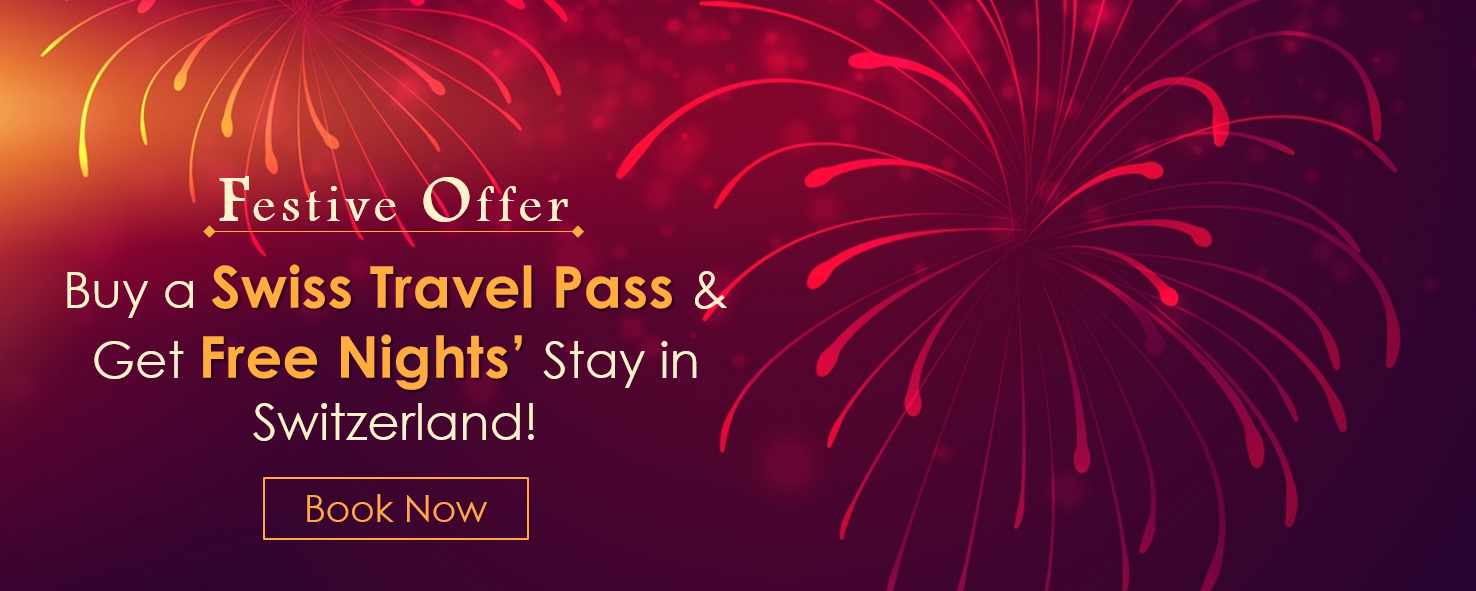 Festive Offer
Buy a Swiss Travel Pass &
Get Free Nights’ Stay in
Switzerland!
Book Now